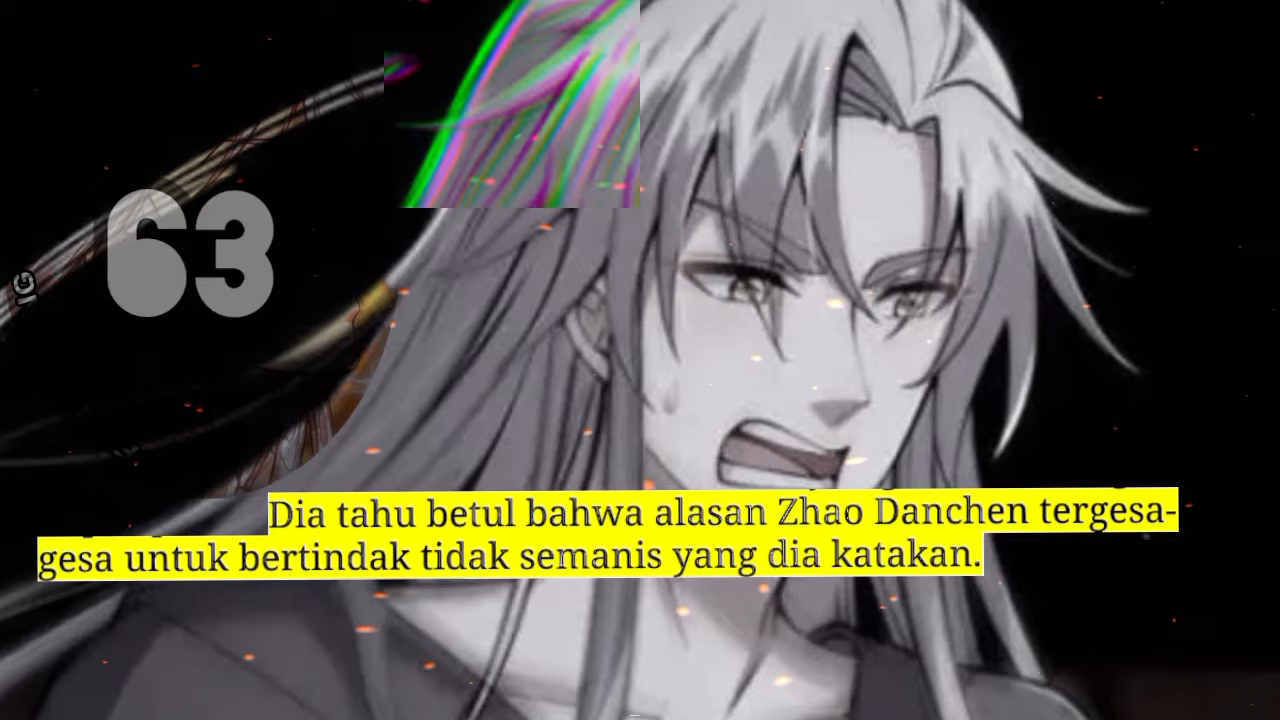 63
Dia tahu betul bahwa alasan Zhao Danchen tergesa-
gesa untuk bertindak tidak semanis yang dia katakan.